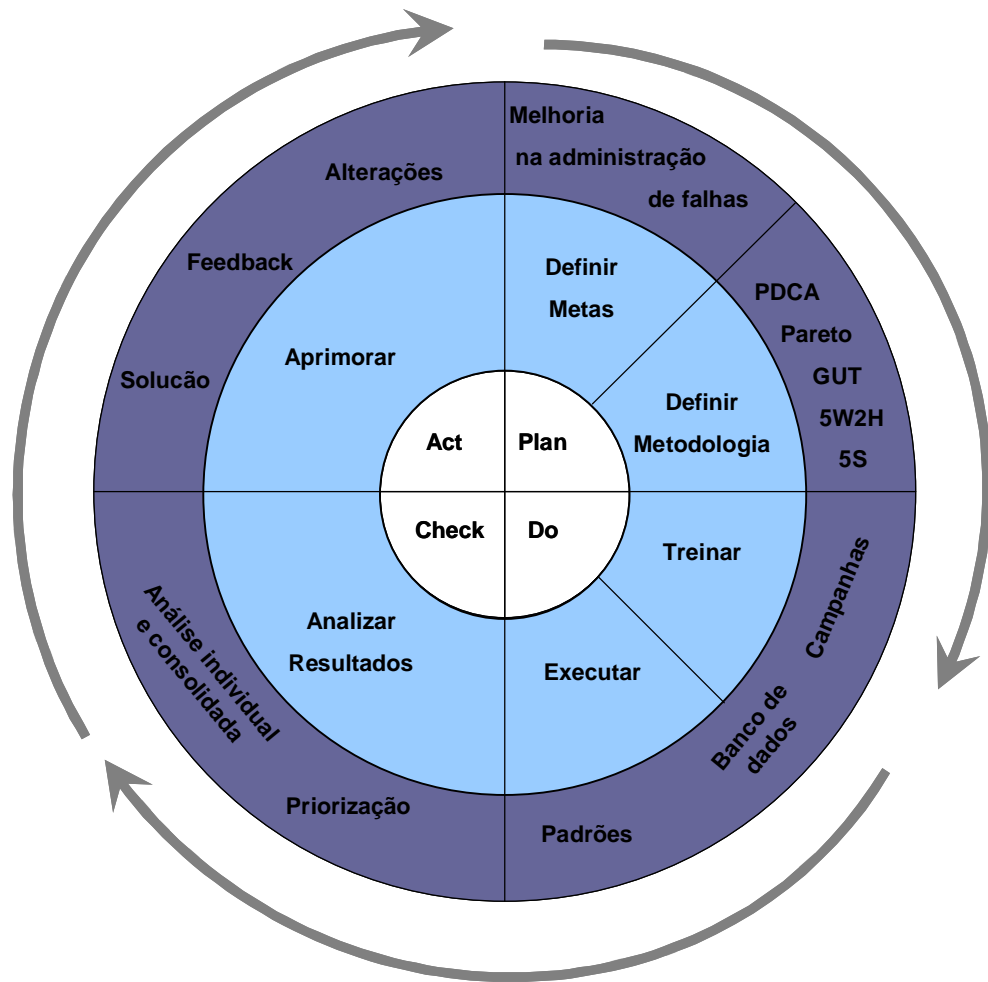 Melhoria
na administração
de falhas
PDCA
Pareto
GUT
5W2H
5S
Campanhas
Banco de
dados
Padrões
Priorização
Análise individual
e consolidada
Solucão
Feedback
Alterações
Definir
Metas
Definir
Metodologia
Treinar
Executar
Analizar
Resultados
Aprimorar
Act
Plan
Check
Do